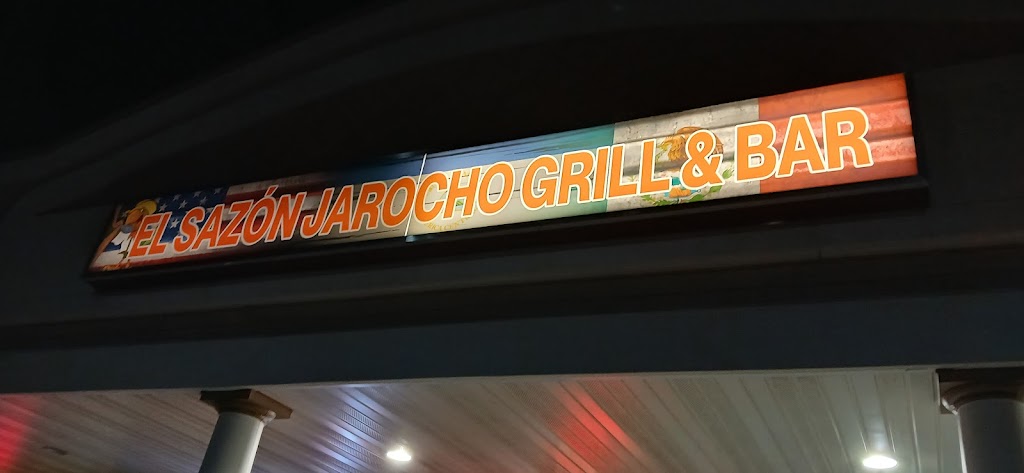 EL SAZÓN JAROCHO GRILL & BAR